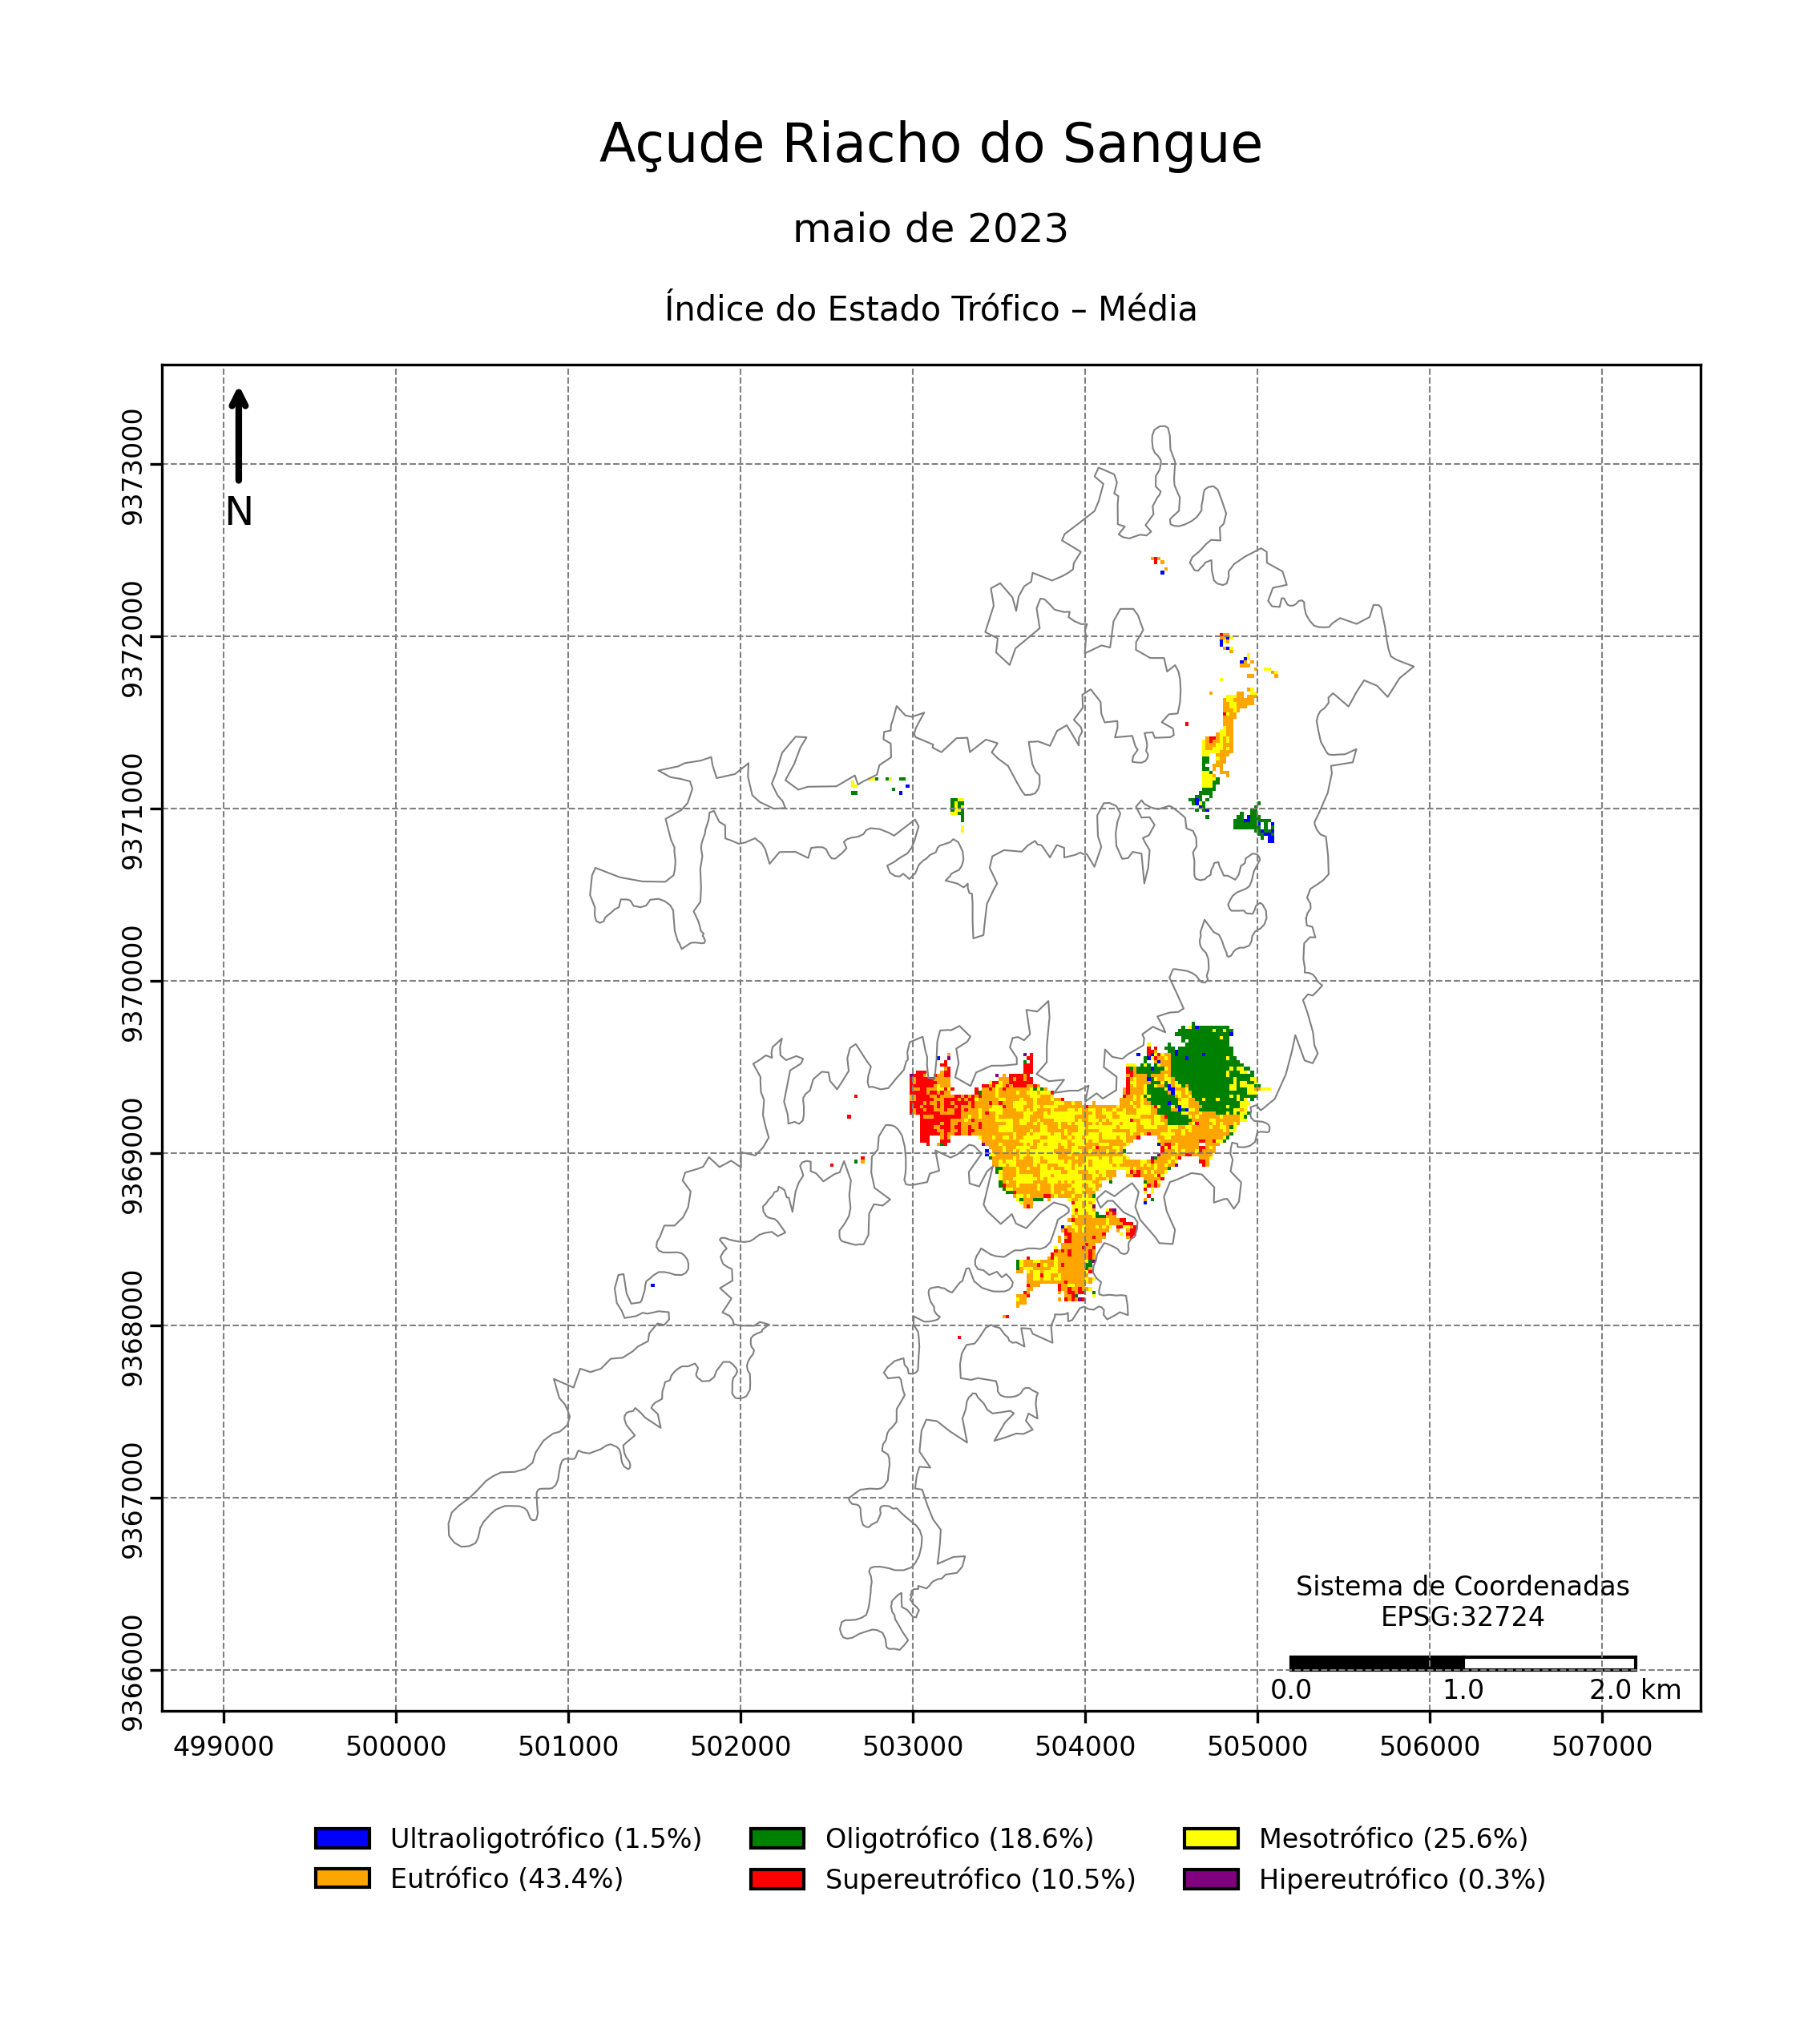 Açude Riacho do Sangue
maio de 2023
Índice do Estado Trófico – Média
N
9373000
9372000
9371000
9370000
9369000
9368000
9367000
9366000
Sistema de Coordenadas
EPSG:32724
0.0 1.0 2.0 km
499000 500000 501000 502000 503000 504000 505000 506000 507000
Ultraoligotrófico (1.5%) Oligotrófico (18.6%) Mesotrófico (25.6%)
Eutrófico (43.4%) Supereutrófico (10.5%) Hipereutrófico (0.3%)